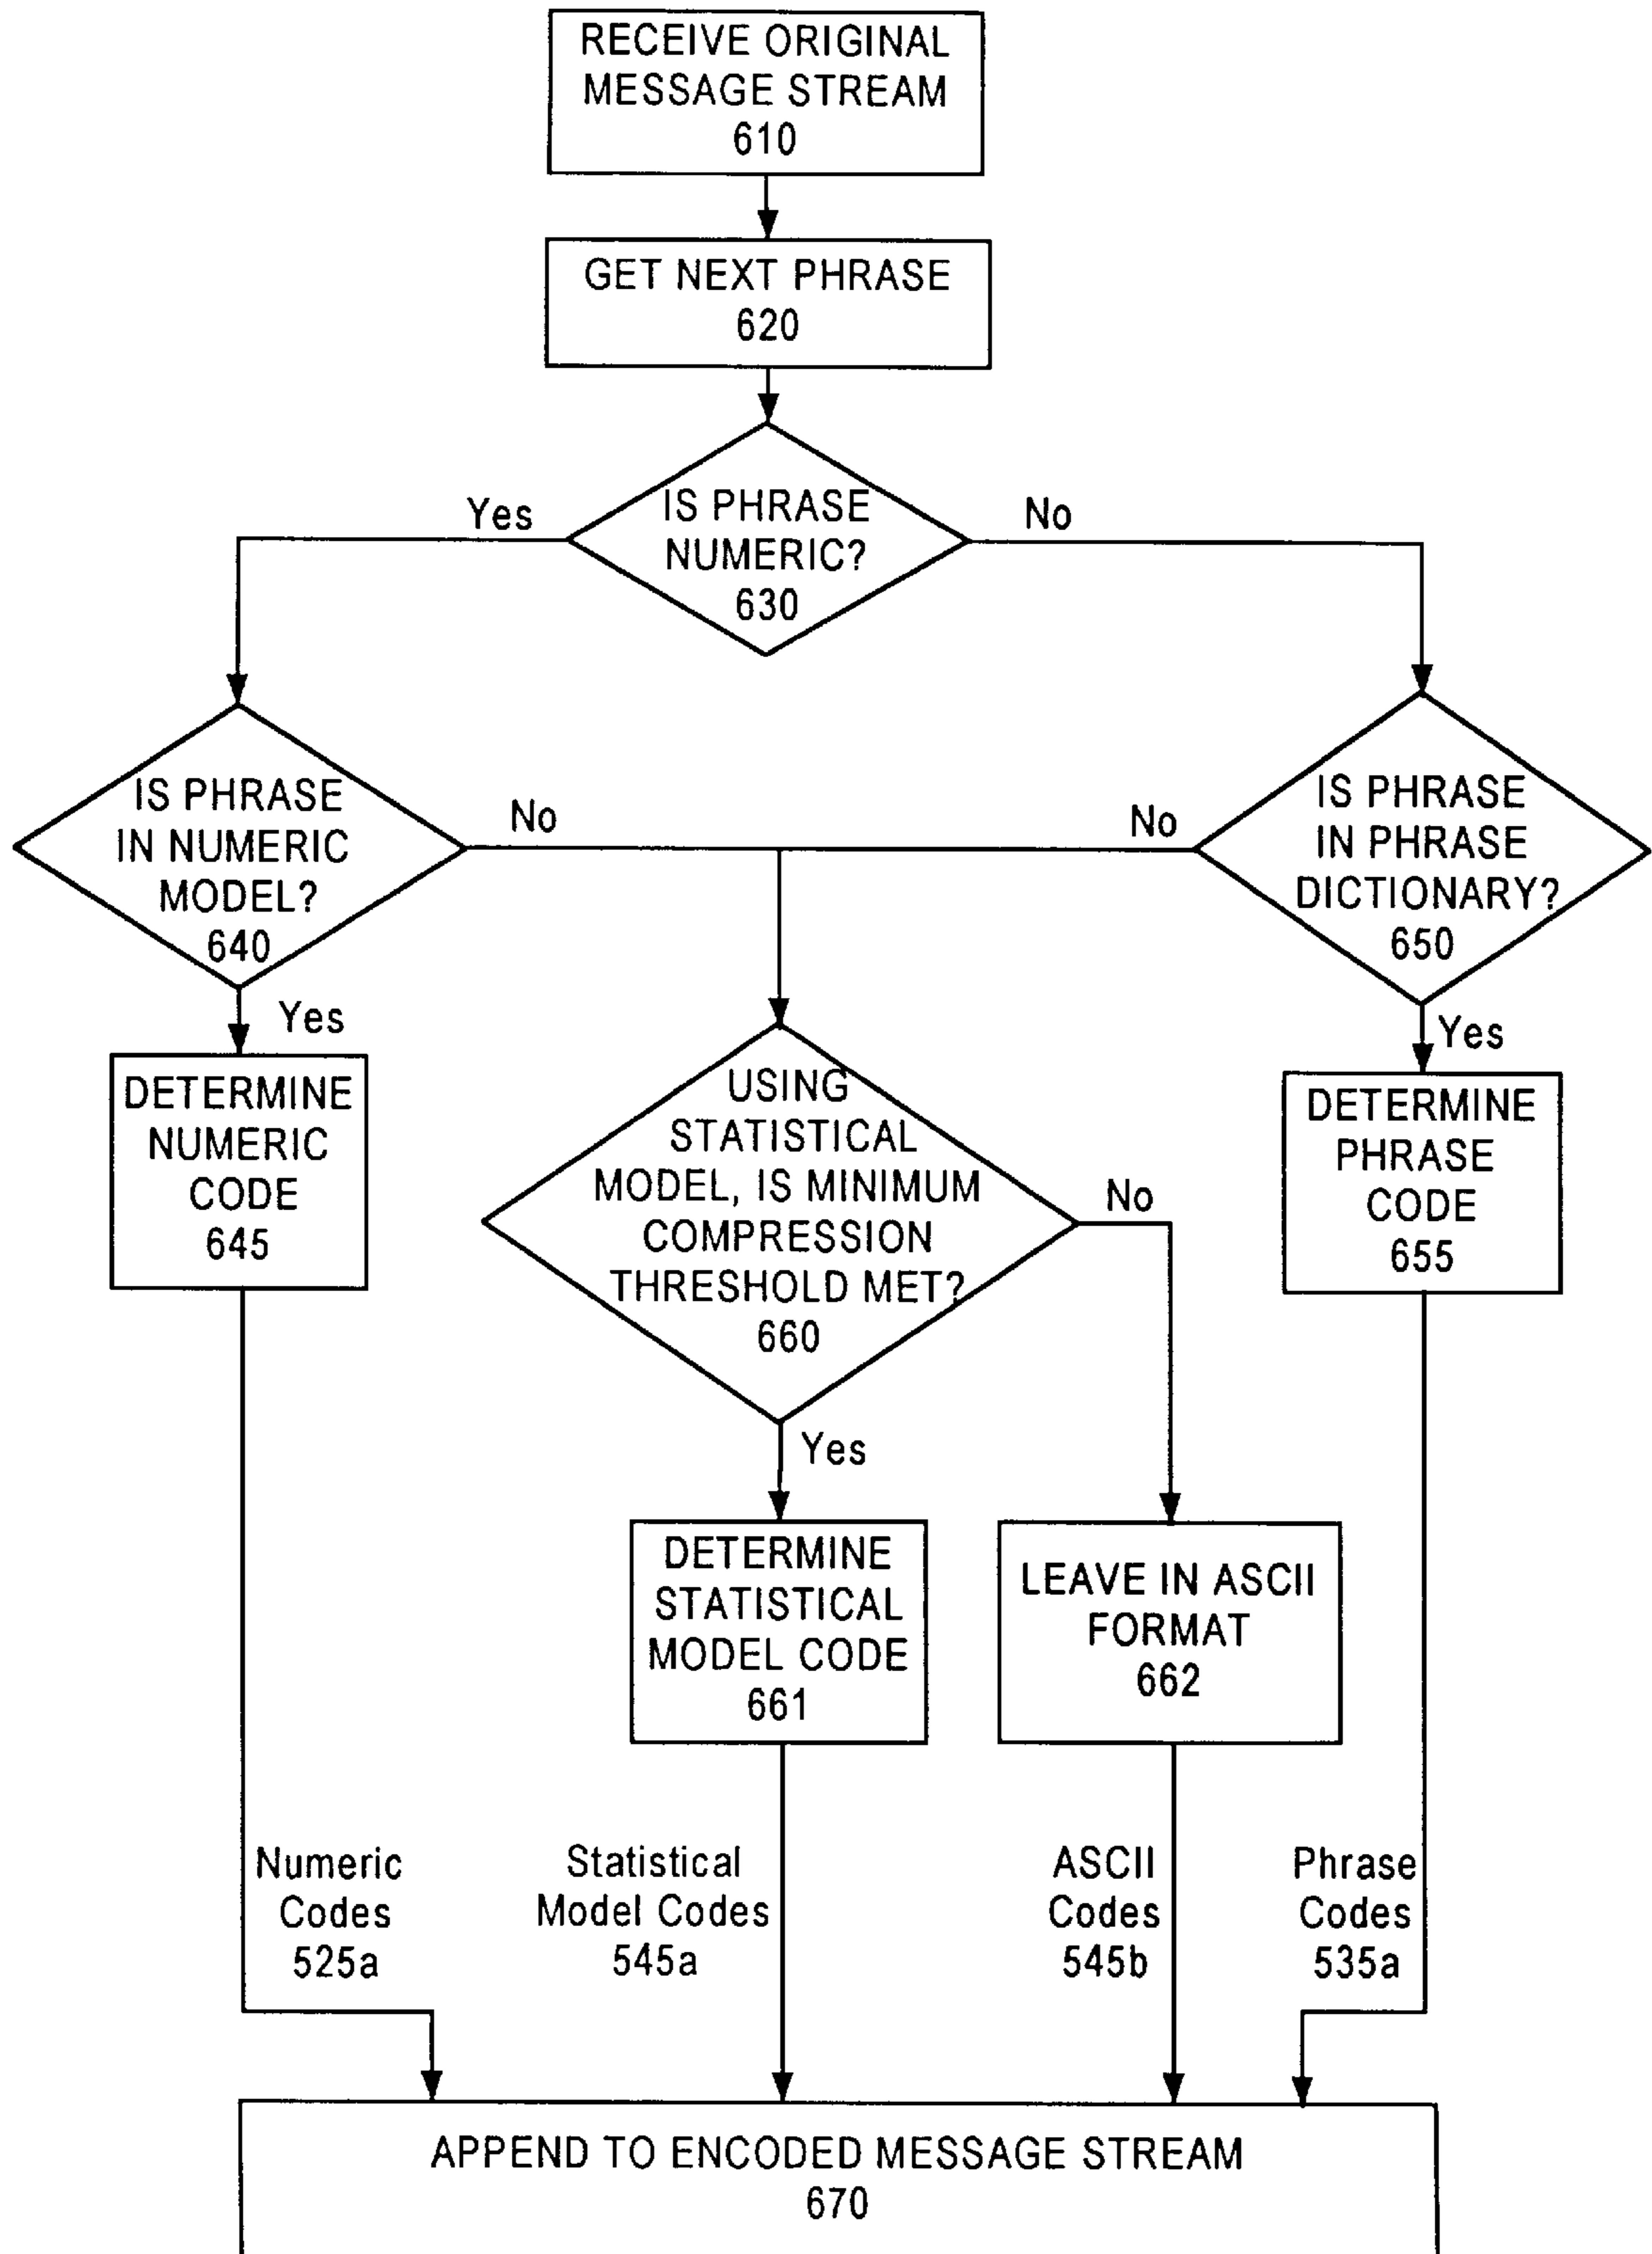 RECEIVE ORIGINAL
MESSAGE STREAM
610
GET NEXT PHRASE
620
IS PHRASE
NUMERIC?
630
Yes
No
IS PHRASE
IN NUMERIC
MODEL?
640
No
Yes
IS PHRASE
IN PHRASE
DICTIONARY?
650
No
Yes
DETERMINE
NUMERIC
CODE
645
USING
STATISTICAL
MODEL, IS MINIMUM
COMPRESSION
THRESHOLD MET?
660
No
Yes
DETERMINE
PHRASE
CODE
655
DETERMINE
STATISTICAL
MODEL CODE
661
LEAVE IN ASCII
FORMAT
662
Numeric
Codes
525a
Statistical
Model Codes
545a
ASCII
Codes
545b
Phrase
Codes
535a
APPEND TO ENCODED MESSAGE STREAM
670